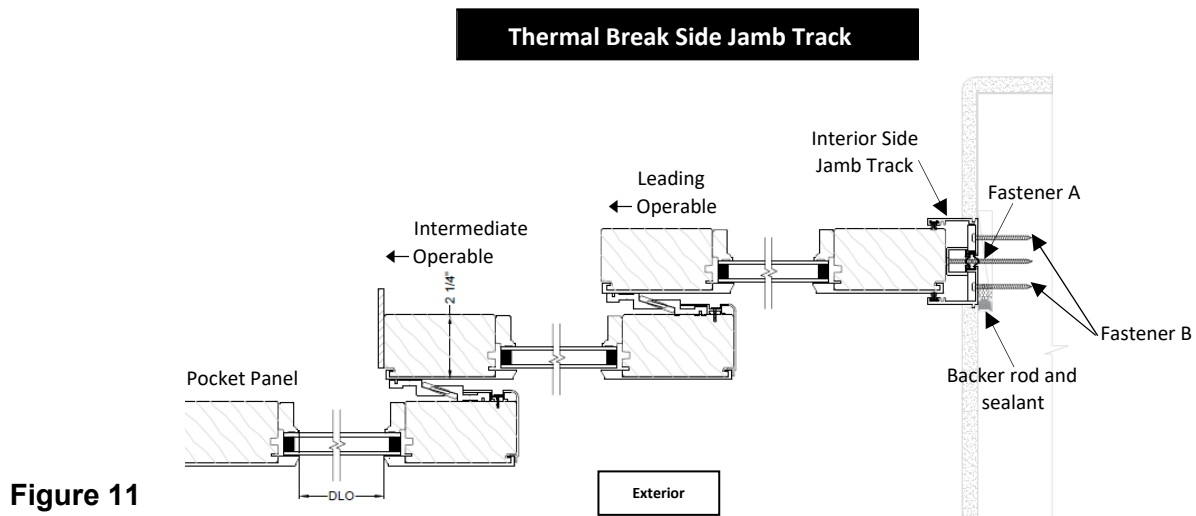 Thermal Break Side Jamb Track
Interior Side
Jamb Track
Fastener A
Leading
Operable
Intermediate
Operable
2 1/4"
Fastener B
Pocket Panel
Backer rod and
sealant
DLO
Exterior
Figure 11